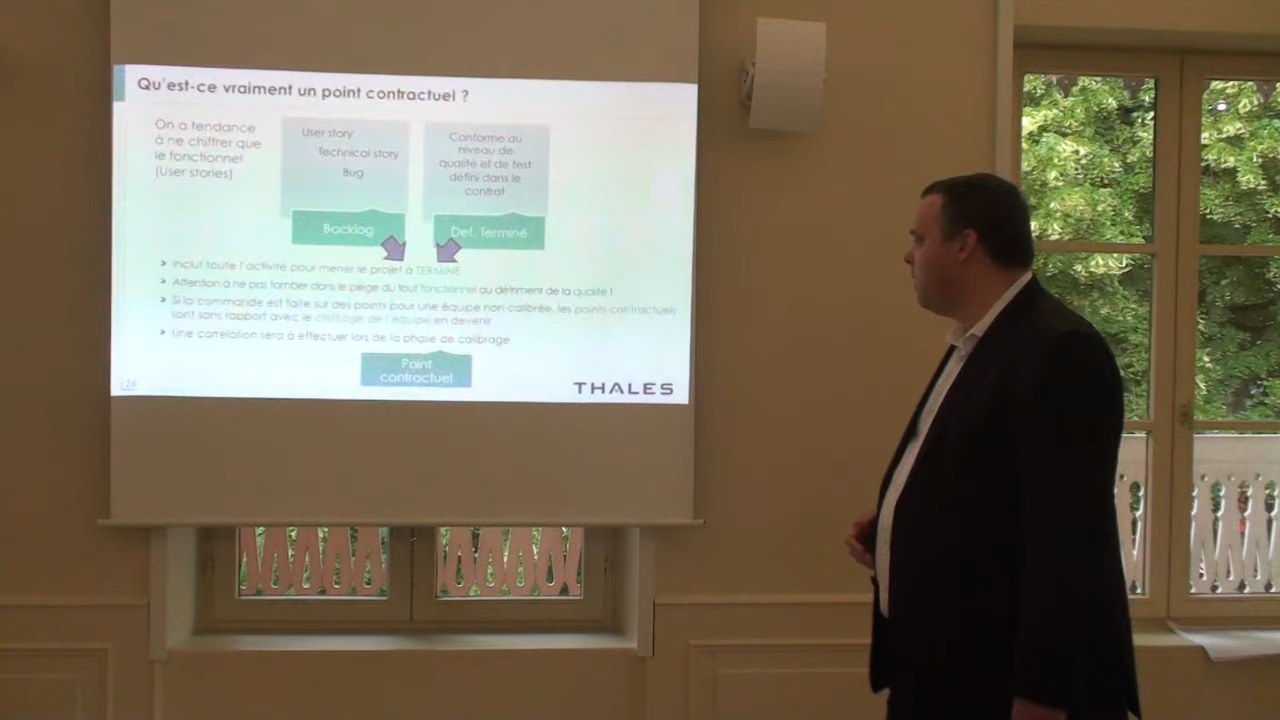 Qu'est-ce vraiment un point contractuel ?
On a tendance
à ne chiffrer que
le fonctionnel
(User stories)
User story
Technical story
Bug
Backlog
Conforme au
niveau de
qualité et de test
défini dans le
contrat
Def. Terminé
> Inclut toute l'activité pour mener le projet à TERMINE
> Attention à ne pas tomber dans le piège du tout fonctionnel au détriment de la qualité !
> Si la commande est faite sur des points pour une équipe non calibrée, les points contractuels
sont sans rapport avec le chiffrage de l'équipe en devenir
> Une corrélation sera à effectuer lors de la phase de calibrage
Point
contractuel
26
THALES